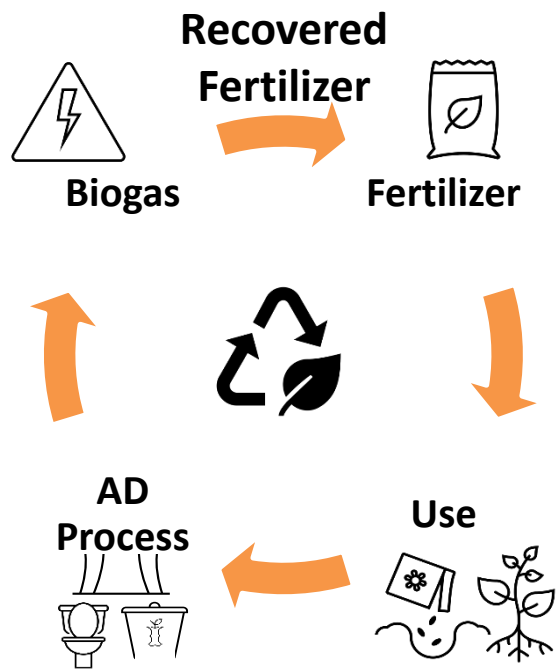 Recovered
Fertilizer
Biogas
Fertilizer
AD
Process
Use